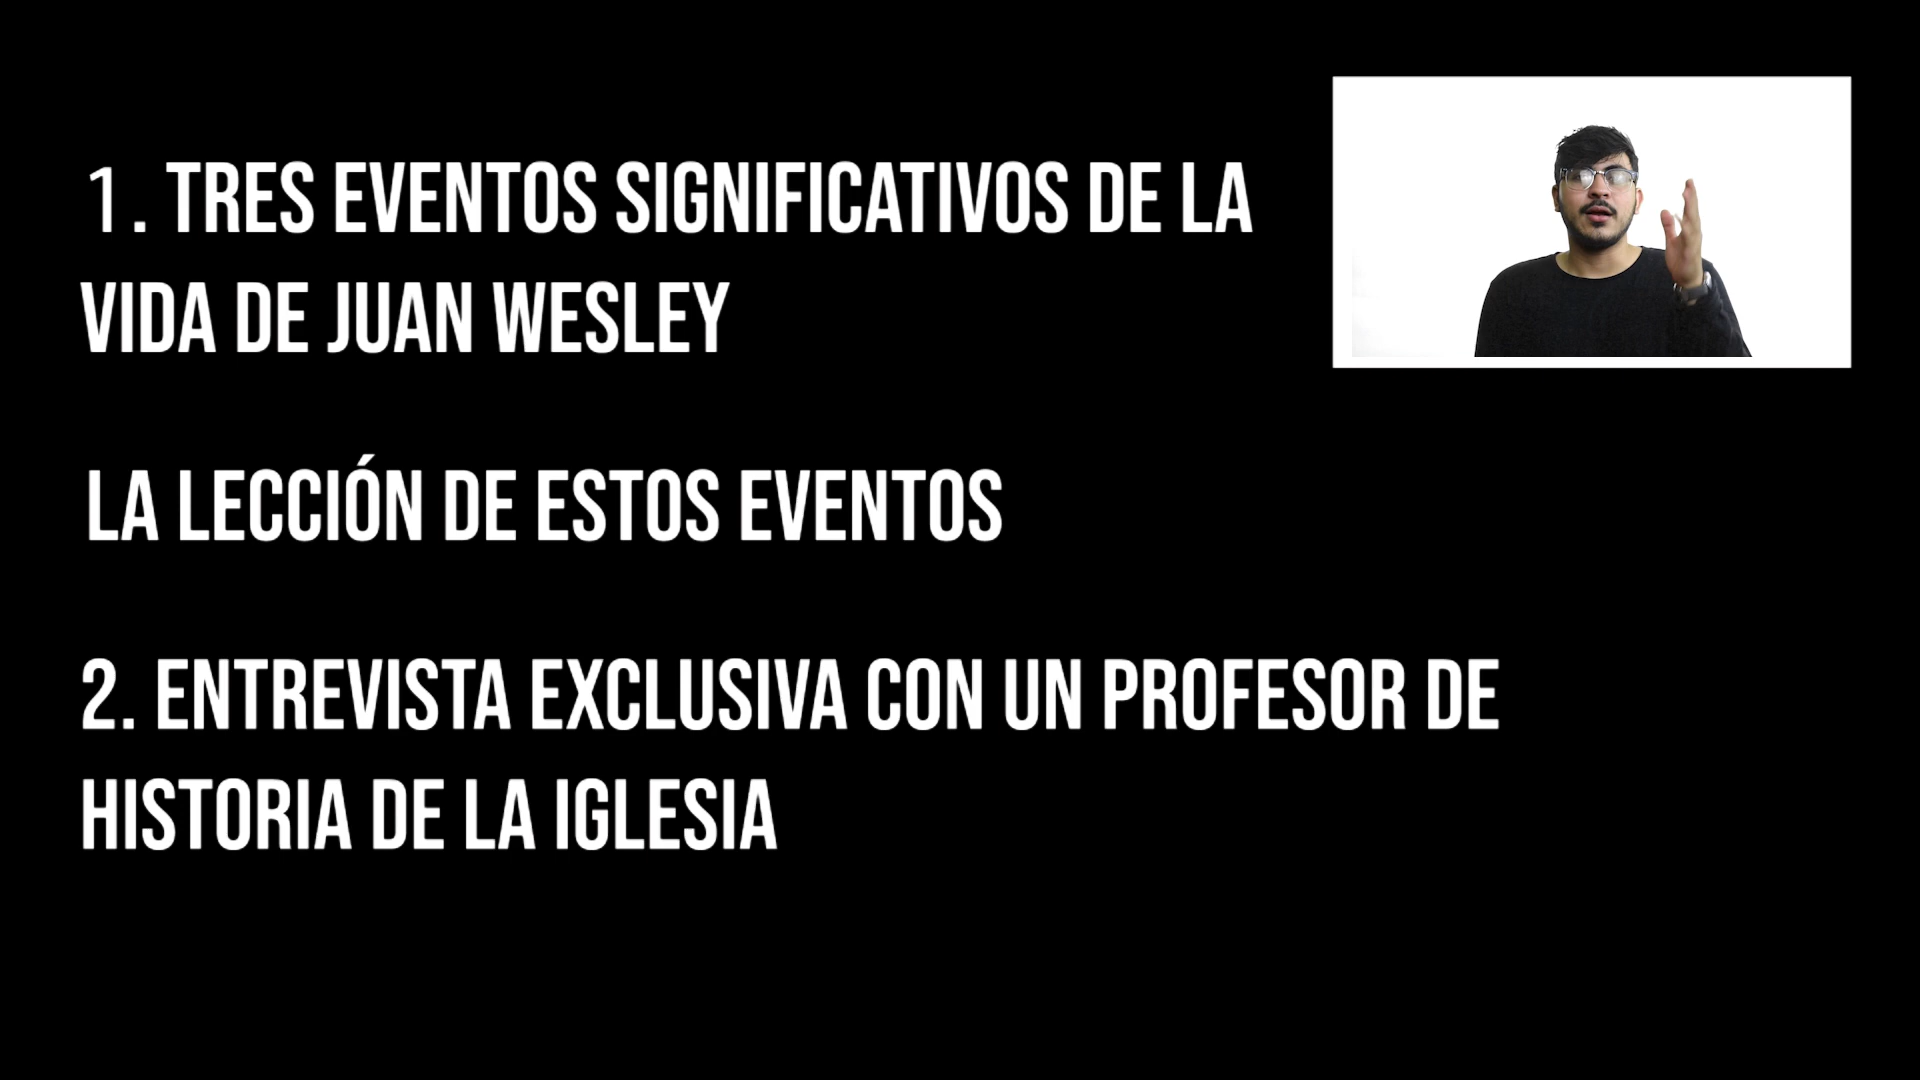 1. TRES EVENTOS SIGNIFICATIVOS DE LA
VIDA DE JUAN WESLEY
LA LECCIÓN DE ESTOS EVENTOS
2. ENTREVISTA EXCLUSIVA CON UN PROFESOR DE
HISTORIA DE LA IGLESIA